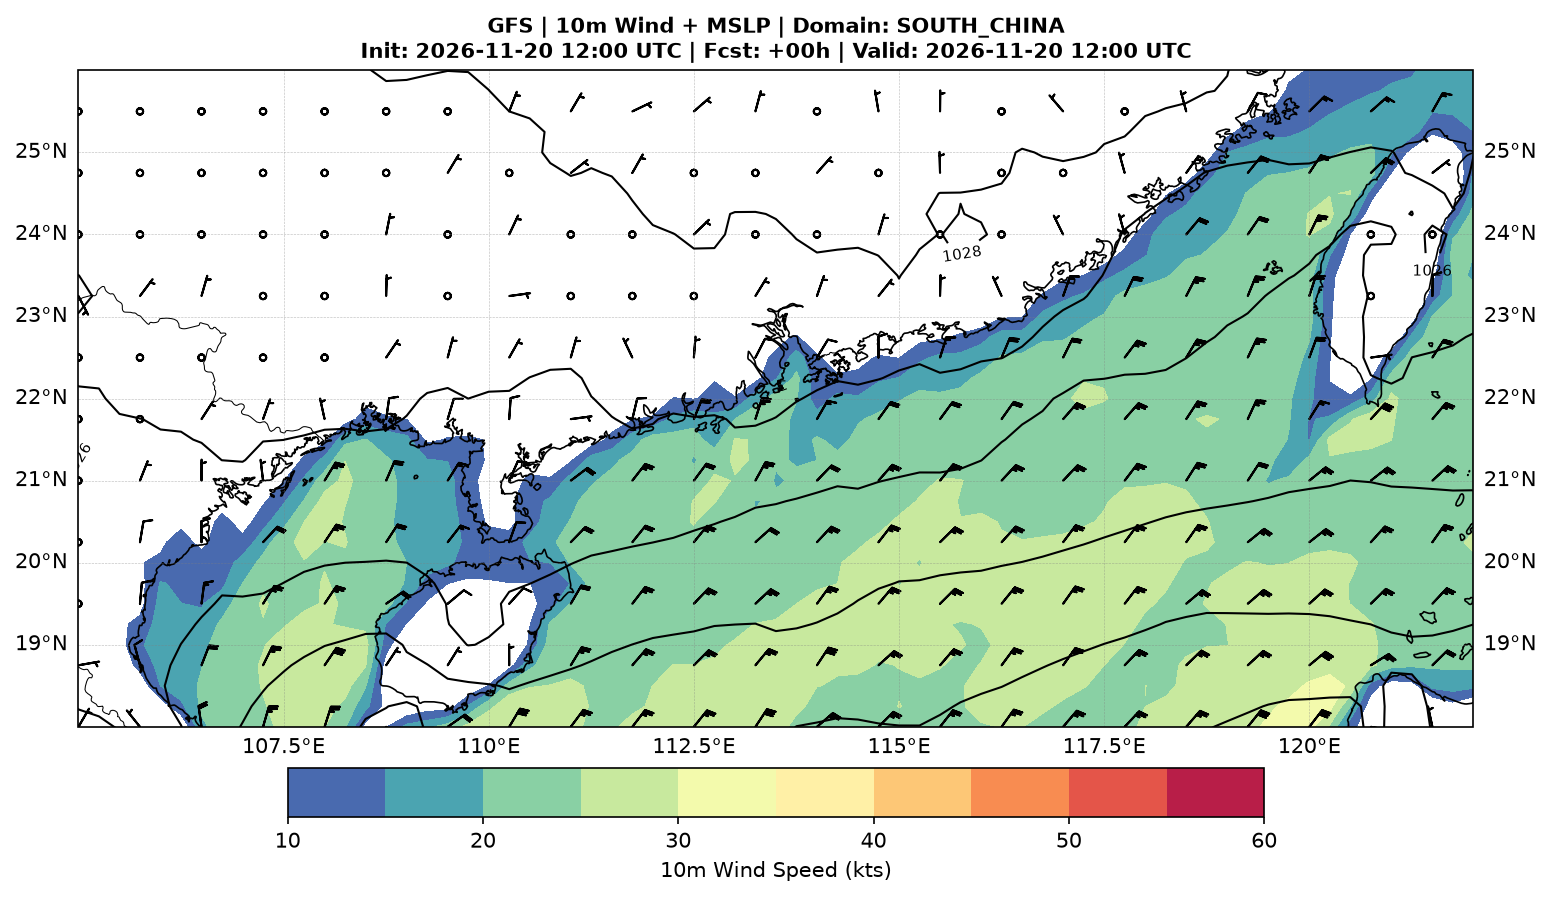 GFS | 10m Wind + MSLP | Domain: SOUTH_CHINA
Init: 2026-11-20 12:00 UTC | Fcst: +00h | Valid: 2026-11-20 12:00 UTC
25°N
24°N
23°N
22°N
21°N
20°N
19°N
1028
1026
25°N
24°N
23°N
22°N
21°N
20°N
19°N
107.5°E
110°E
112.5°E
115°E
117.5°E
120°E
10
20
30
40
50
60
10m Wind Speed (kts)